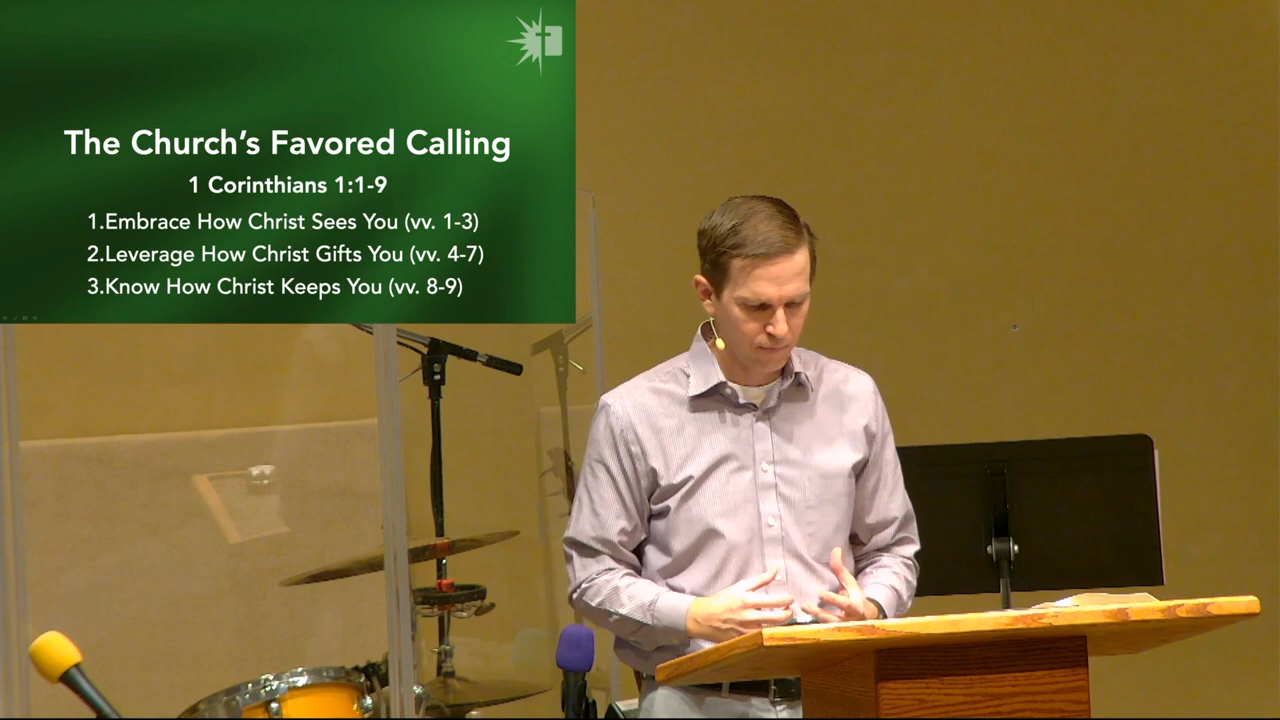 The Church's Favored Calling
1 Corinthians 1:1-9
1.Embrace How Christ Sees You (vv. 1-3)
2.Leverage How Christ Gifts You (vv. 4-7)
3.Know How Christ Keeps You (vv. 8-9)